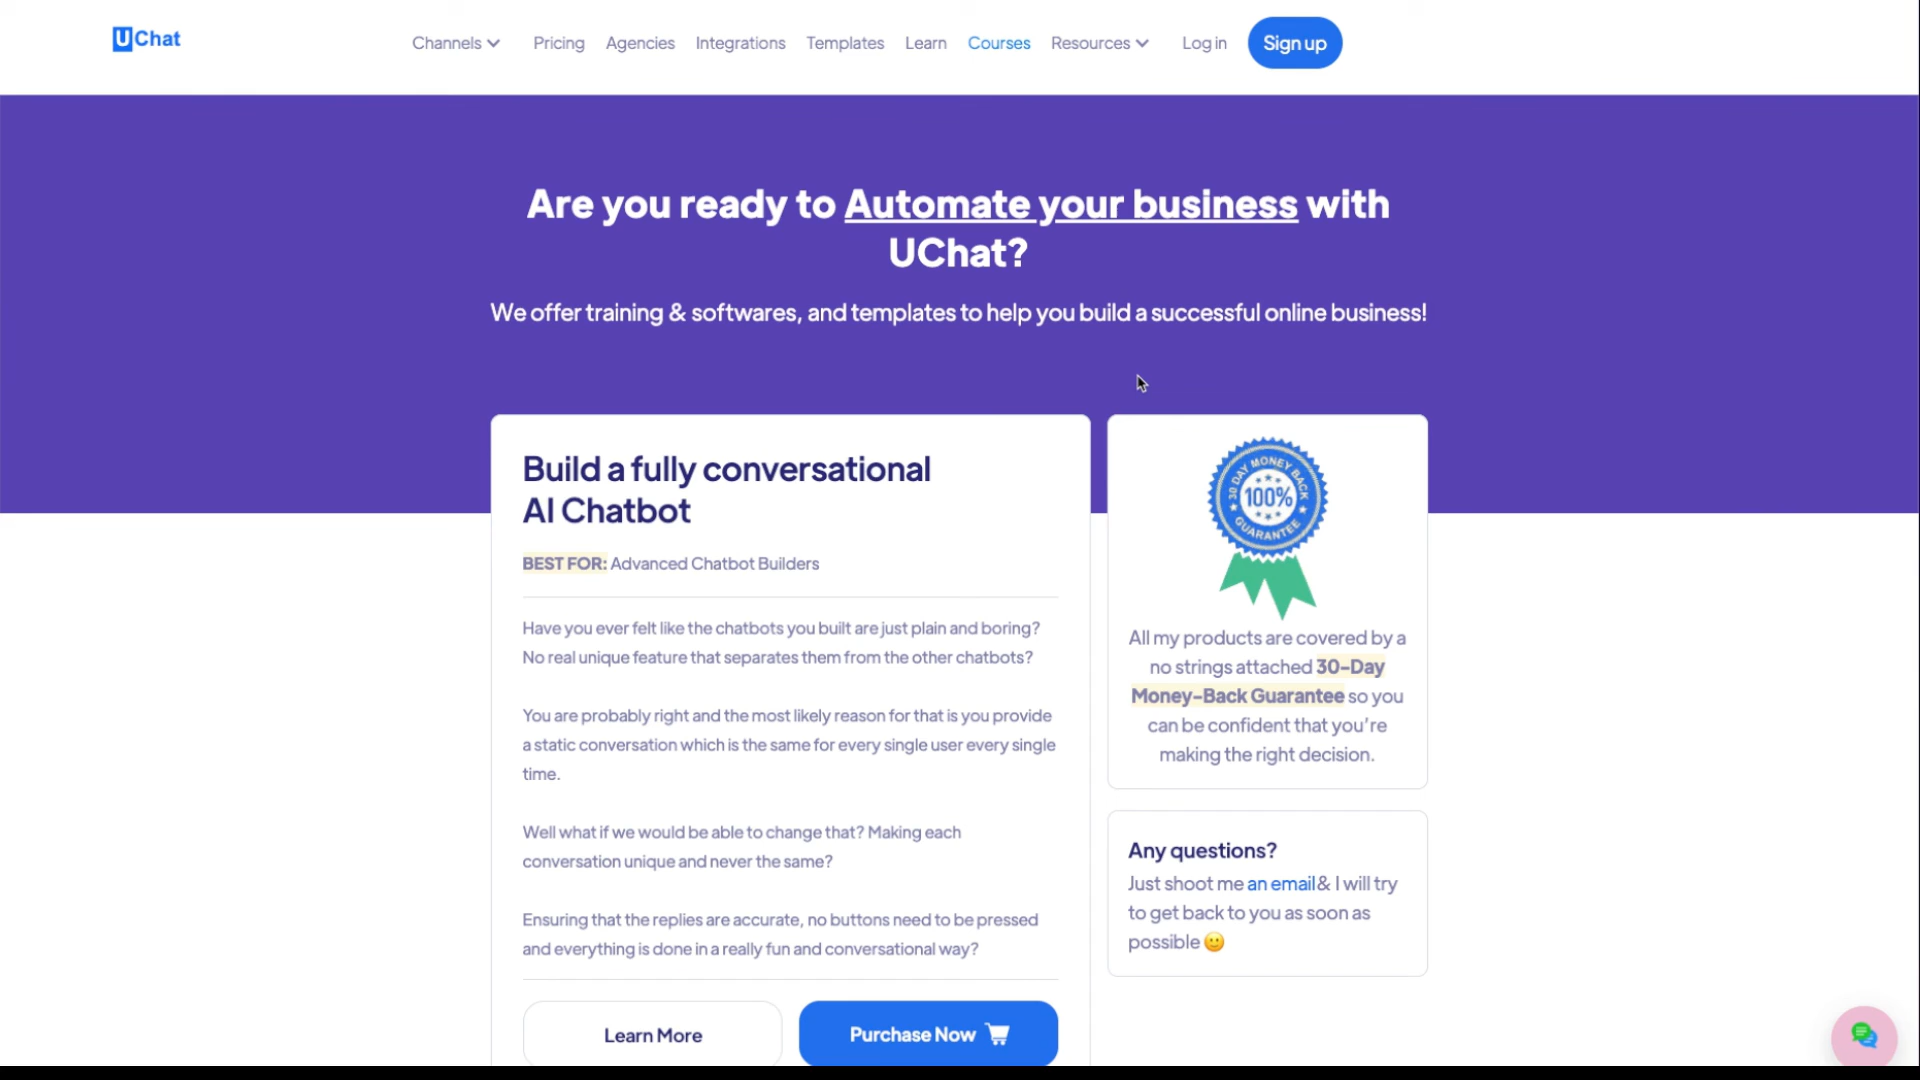 UChat
Channels Pricing Agencies Integrations Templates Learn Courses Resources Log in Sign up
Are you ready to Automate your business with
UChat?
We offer training & softwares, and templates to help you build a successful online business!
Build a fully conversational
AI Chatbot
BEST FOR: Advanced Chatbot Builders
Have you ever felt like the chatbots you built are just plain and boring?
No real unique feature that separates them from the other chatbots?
You are probably right and the most likely reason for that is you provide
a static conversation which is the same for every single user every single
time.
Well what if we would be able to change that? Making each
conversation unique and never the same?
Ensuring that the replies are accurate, no buttons need to be pressed
and everything is done in a really fun and conversational way?
Learn More
Purchase Now
30 DAY MONEY BACK
100%
GUARANTEE
All my products are covered by a
no strings attached 30-Day
Money-Back Guarantee so you
can be confident that you're
making the right decision.
Any questions?
Just shoot me an email& I will try
to get back to you as soon as
possible 🙂